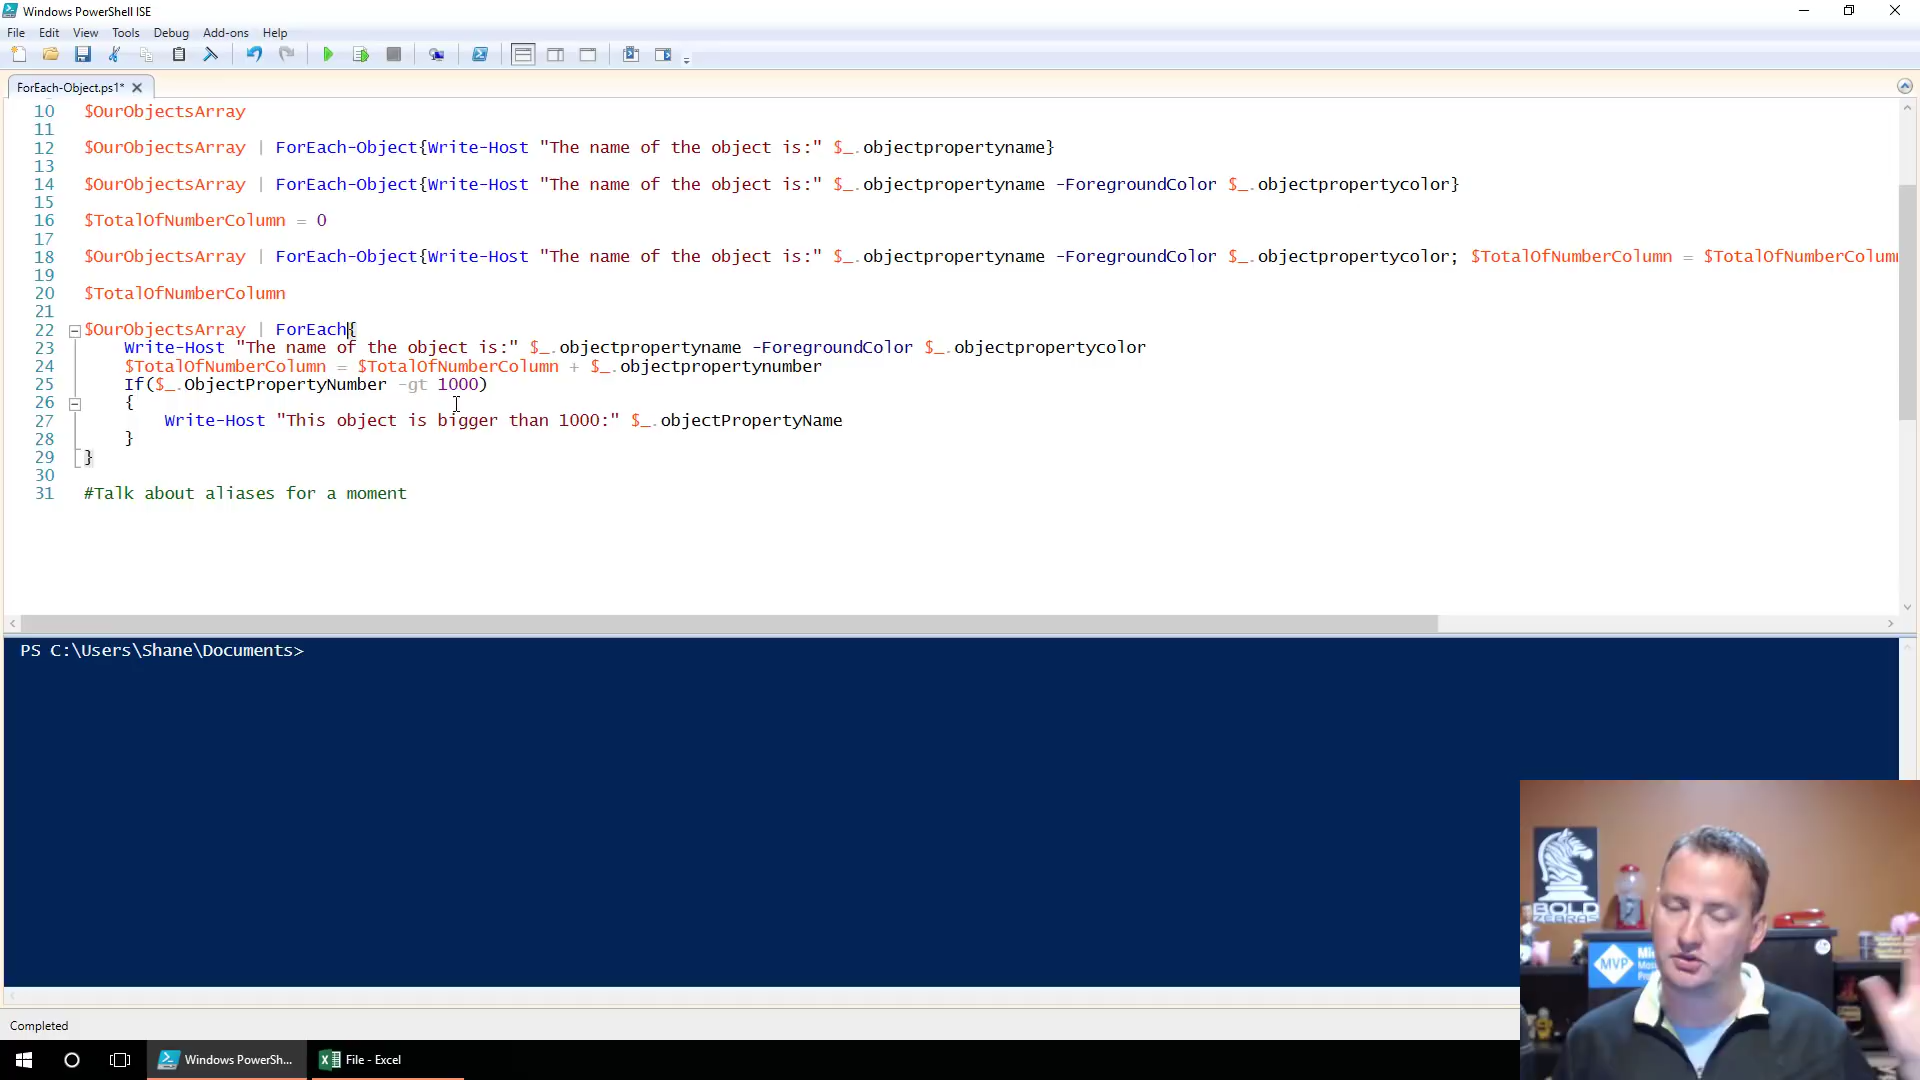 Windows PowerShell ISE
File Edit View Tools Debug Add-ons Help
ForEach-Object.ps1*
10 $OurObjectsArray
11
12 $OurObjectsArray | ForEach-Object{Write-Host "The name of the object is:" $_.objectpropertyname}
13
14 $OurObjectsArray | ForEach-Object{Write-Host "The name of the object is:" $_.objectpropertyname -ForegroundColor $_.objectpropertycolor}
15
16 $TotalOfNumberColumn = 0
17
18 $OurObjectsArray | ForEach-Object{Write-Host "The name of the object is:" $_.objectpropertyname -ForegroundColor $_.objectpropertycolor; $TotalOfNumberColumn = $TotalOfNumberColumn
19
20 $TotalOfNumberColumn
21
22 $OurObjectsArray | ForEach{
23 Write-Host "The name of the object is:" $_.objectpropertyname -ForegroundColor $_.objectpropertycolor
24 $TotalOfNumberColumn = $TotalOfNumberColumn + $_.objectpropertynumber
25 If($_.ObjectPropertyNumber -gt 1000)
26 {
27 Write-Host "This object is bigger than 1000:" $_.objectPropertyName
28 }
29 }
30
31 #Talk about aliases for a moment
PS C:\Users\Shane\Documents>
BOLD
ZEBRAS
MVP
Completed
Windows PowerSh...
File - Excel